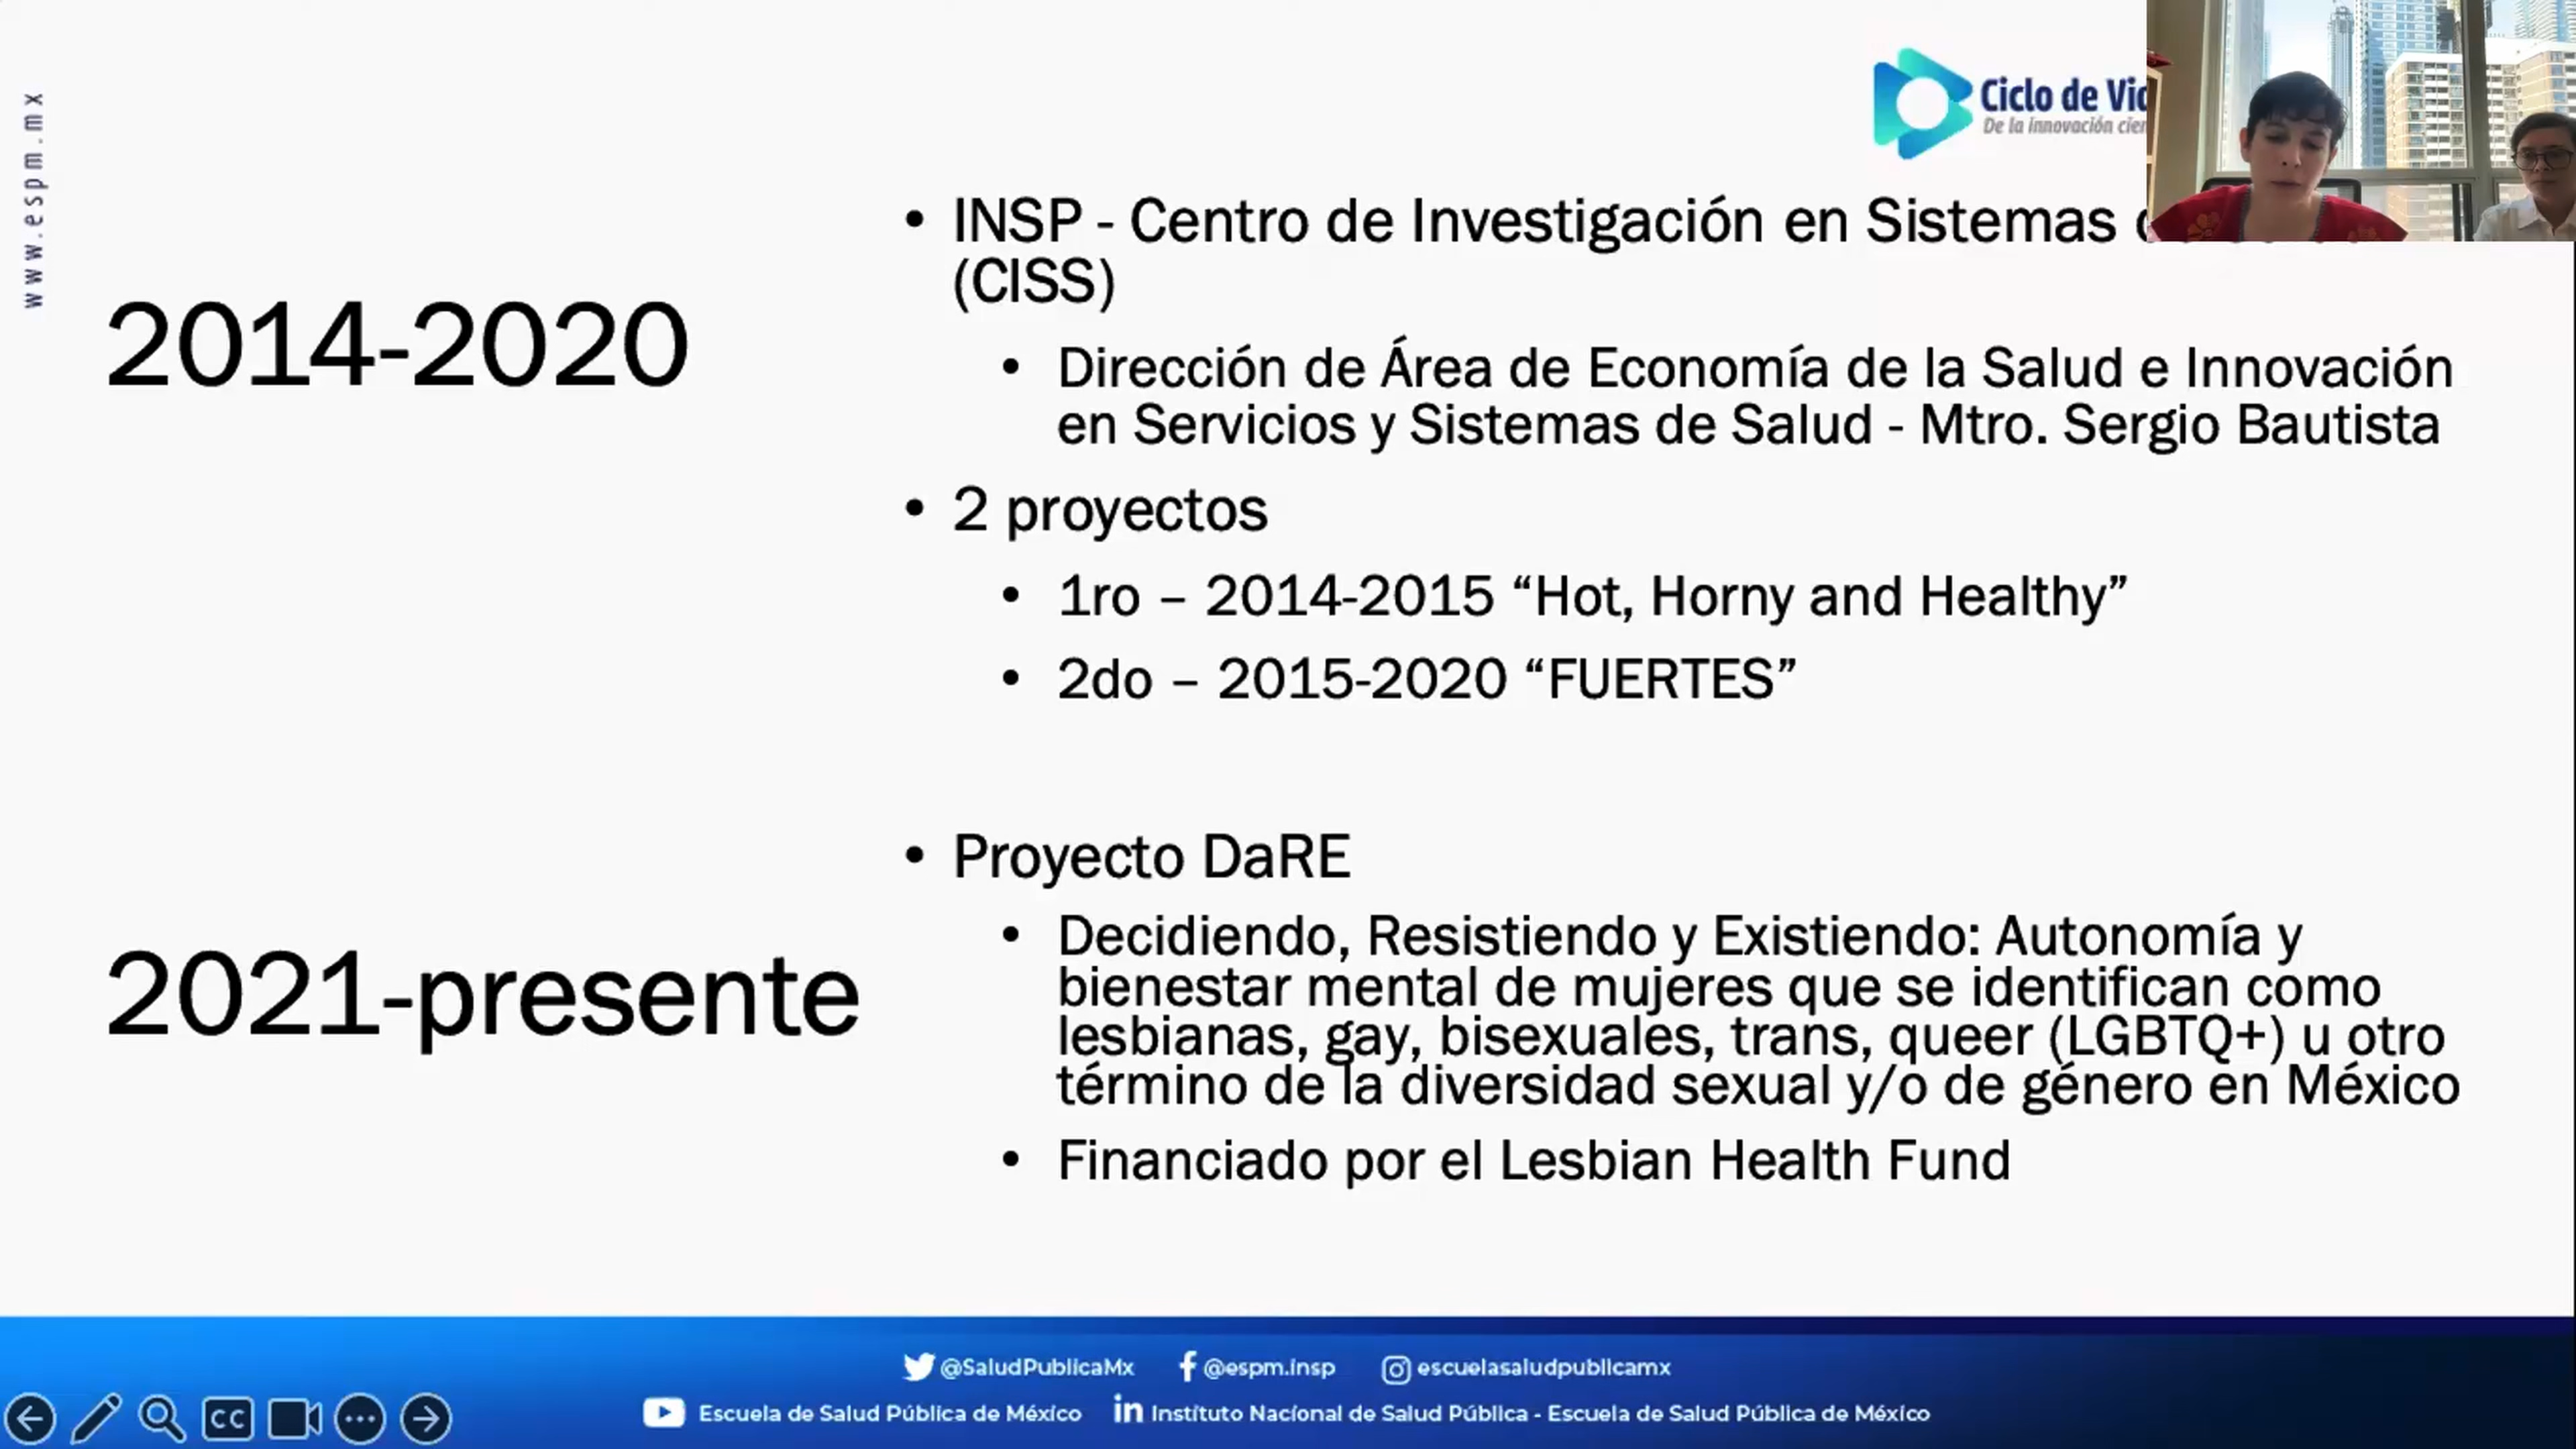 www.espm.mx
Ciclo de
De la innovación
INSP - Centro de Investigación en Sistemas
(CISS)
2014-2020
• Dirección de Área de Economía de la Salud e Innovación
en Servicios y Sistemas de Salud - Mtro. Sergio Bautista
• 2 proyectos
• 1ro – 2014-2015 “Hot, Horny and Healthy”
• 2do – 2015-2020 “FUERTES”
2021-presente
• Proyecto DaRE
• Decidiendo, Resistiendo y Existiendo: Autonomía y
bienestar mental de mujeres que se identifican como
lesbianas, gay, bisexuales, trans, queer (LGBTQ+) u otro
término de la diversidad sexual y/o de género en México
• Financiado por el Lesbian Health Fund
@SaludPublicaMx @espm.insp escuelasaludpublicamx
Escuela de Salud Pública de México in Instituto Nacional de Salud Pública - Escuela de Salud Pública de México
CC